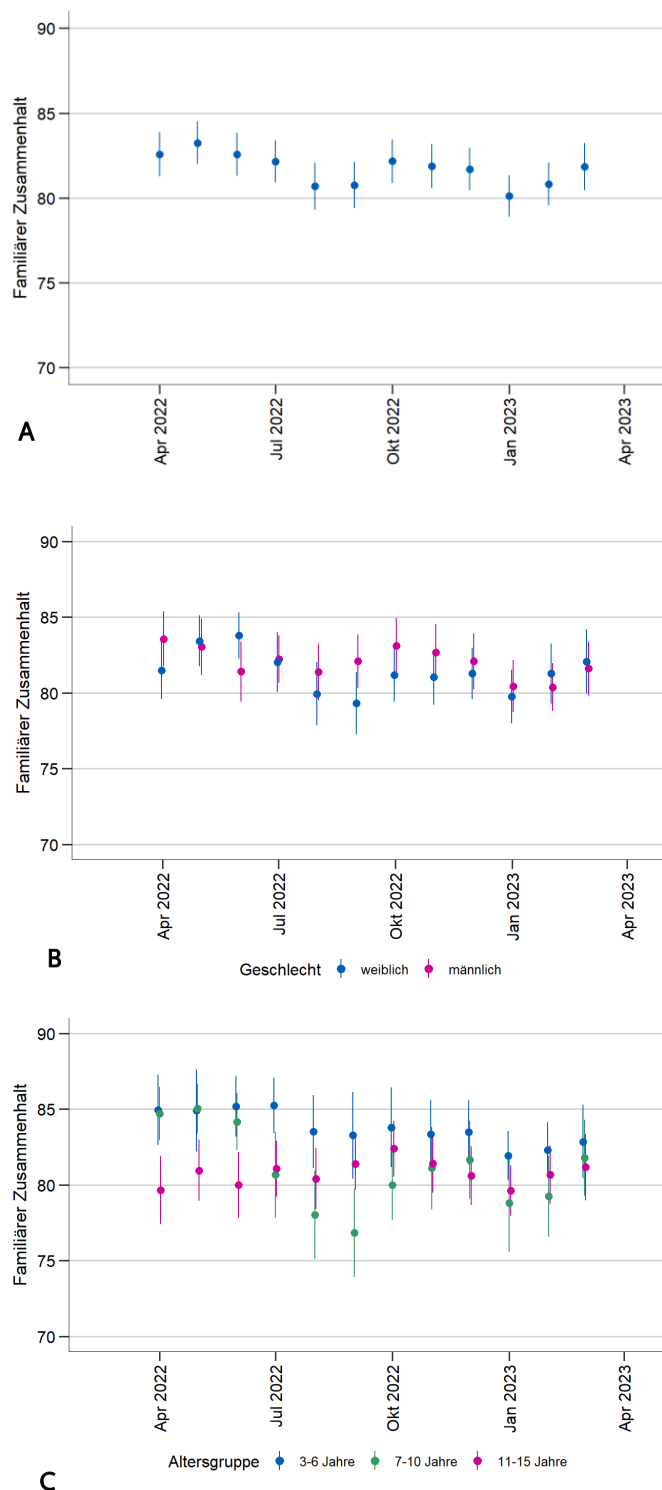 90
85
80
75
70
Familiärer Zusammenhalt
Apr 2022
Jul 2022
Okt 2022
Jan 2023
Apr 2023
A
90
85
80
75
70
Familiärer Zusammenhalt
Apr 2022
Jul 2022
Okt 2022
Jan 2023
Apr 2023
B
Geschlecht weiblich männlich
90
85
80
75
70
Familiärer Zusammenhalt
Apr 2022
Jul 2022
Okt 2022
Jan 2023
Apr 2023
Altersgruppe 3-6 Jahre 7-10 Jahre 11-15 Jahre
C